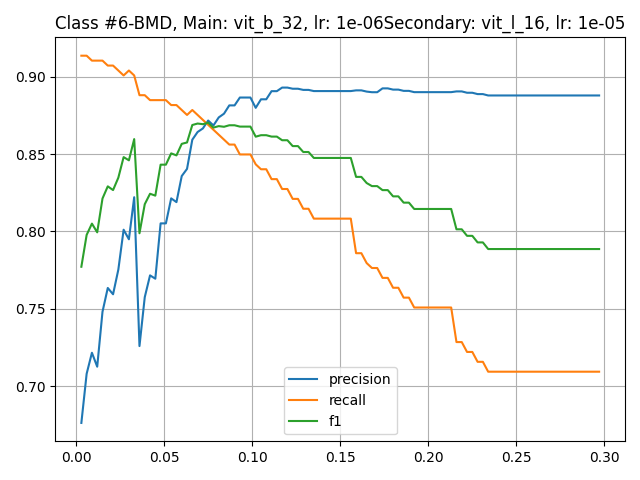 Class #6-BMD, Main: vit_b_32, lr: 1e-06Secondary: vit_l_16, lr: 1e-05
0.90
0.85
0.80
0.75
0.70
precision
recall
f1
0.00 0.05 0.10 0.15 0.20 0.25 0.30